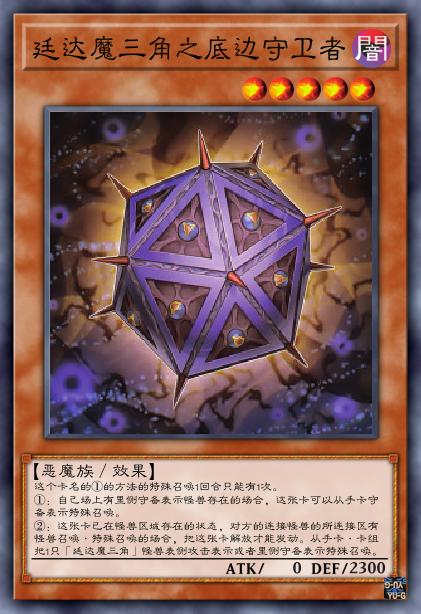 廷达魔三角之底边守卫者
闇
【恶魔族／效果】
这个卡名的①的方法的特殊召唤1回合只能有1次。
①：自己场上有里侧守备表示怪兽存在的场合，这张卡可以从手卡守
备表示特殊召唤。
②：这张卡已在怪兽区域存在的状态，对方的连接怪兽的所连接区有
怪兽召唤·特殊召唤的场合，把这张卡解放才能发动。从手卡·卡组
把1只「廷达魔三角」怪兽表侧攻击表示或者里侧守备表示特殊召唤。
ATK/ 0 DEF/2300